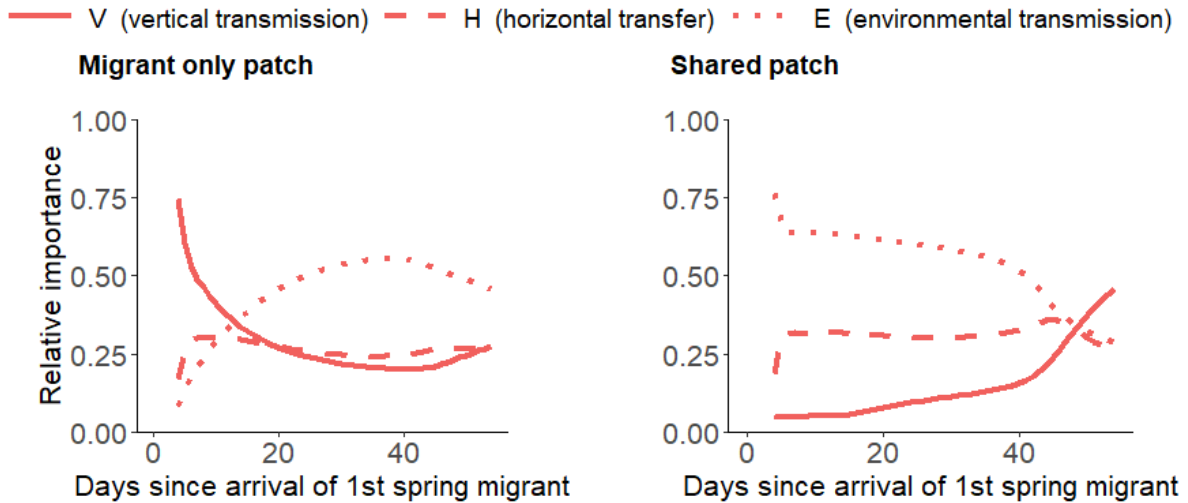 V (vertical transmission) H (horizontal transfer) E (environmental transmission)
Migrant only patch
Shared patch
Relative importance
1.00
0.75
0.50
0.25
0.00
0 20 40
Days since arrival of 1st spring migrant
1.00
0.75
0.50
0.25
0.00
0 20 40
Days since arrival of 1st spring migrant